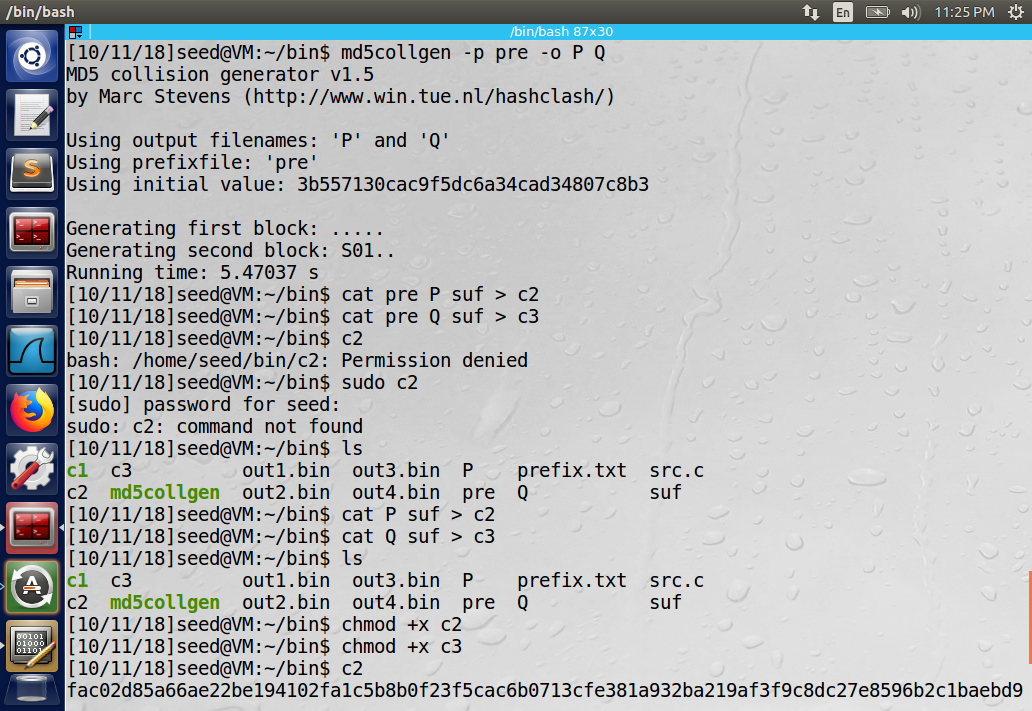 /bin/bash
En
11:25 PM
/bin/bash 87x30
[10/11/18]seed@VM:~/bin$ md5collgen -p pre -o P Q
MD5 collision generator v1.5
by Marc Stevens (http://www.win.tue.nl/hashclash/)
Using output filenames: 'P' and 'Q'
Using prefixfile: 'pre'
Using initial value: 3b557130cac9f5dc6a34cad34807c8b3
Generating first block: .....
Generating second block: S01..
Running time: 5.47037 s
[10/11/18]seed@VM:~/bin$ cat pre P suf > c2
[10/11/18]seed@VM:~/bin$ cat pre Q suf > c3
[10/11/18]seed@VM:~/bin$ c2
bash: /home/seed/bin/c2: Permission denied
[10/11/18]seed@VM:~/bin$ sudo c2
[sudo] password for seed:
sudo: c2: command not found
[10/11/18]seed@VM:~/bin$ ls
c1  c3          out1.bin  out3.bin  P    prefix.txt  src.c
c2  md5collgen  out2.bin  out4.bin  pre  Q           suf
[10/11/18]seed@VM:~/bin$ cat P suf > c2
[10/11/18]seed@VM:~/bin$ cat Q suf > c3
[10/11/18]seed@VM:~/bin$ ls
c1  c3          out1.bin  out3.bin  P    prefix.txt  src.c
c2  md5collgen  out2.bin  out4.bin  pre  Q           suf
[10/11/18]seed@VM:~/bin$ chmod +x c2
[10/11/18]seed@VM:~/bin$ chmod +x c3
[10/11/18]seed@VM:~/bin$ c2
fac02d85a66ae22be194102fa1c5b8b0f23f5cac6b0713cfe381a932ba219af3f9c8dc27e8596b2c1baebd9